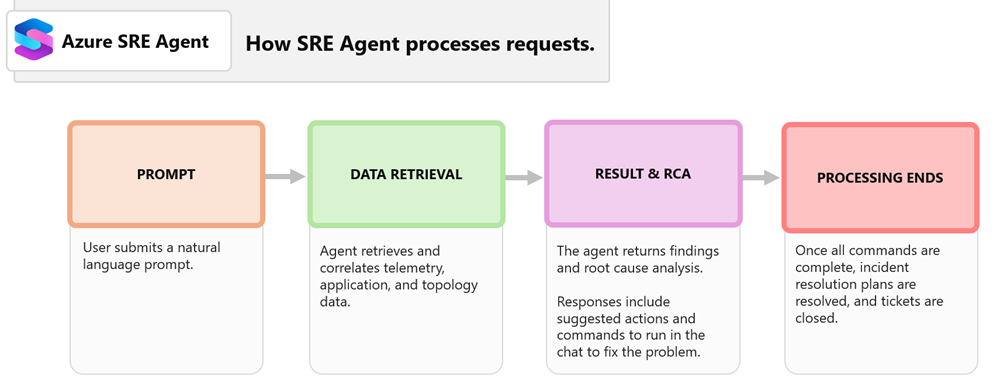 Azure SRE Agent
How SRE Agent processes requests.
PROMPT
User submits a natural
language prompt.
DATA RETRIEVAL
Agent retrieves and
correlates telemetry,
application, and topology
data.
RESULT & RCA
The agent returns findings
and root cause analysis.
Responses include
suggested actions and
commands to run in the
chat to fix the problem.
PROCESSING ENDS
Once all commands are
complete, incident
resolution plans are
resolved, and tickets are
closed.